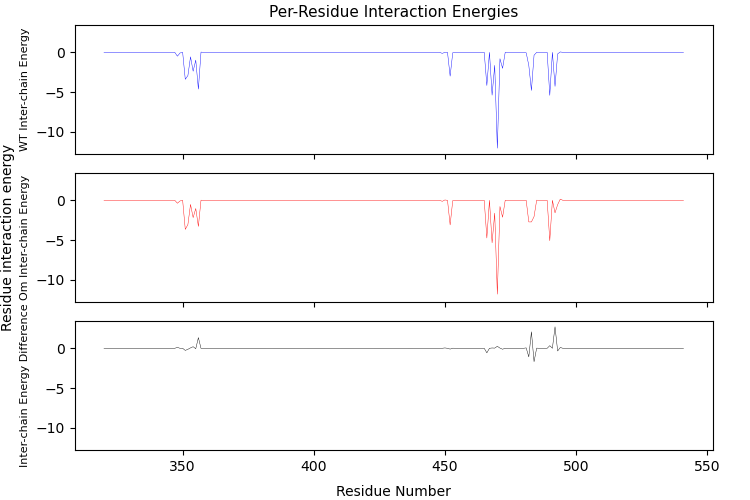 Per-Residue Interaction Energies
Residue interaction energy
WT Inter-chain Energy
0
−5
−10
Om Inter-chain Energy
0
−5
−10
Inter-chain Energy Difference
0
−5
−10
350
400
450
500
550
Residue Number